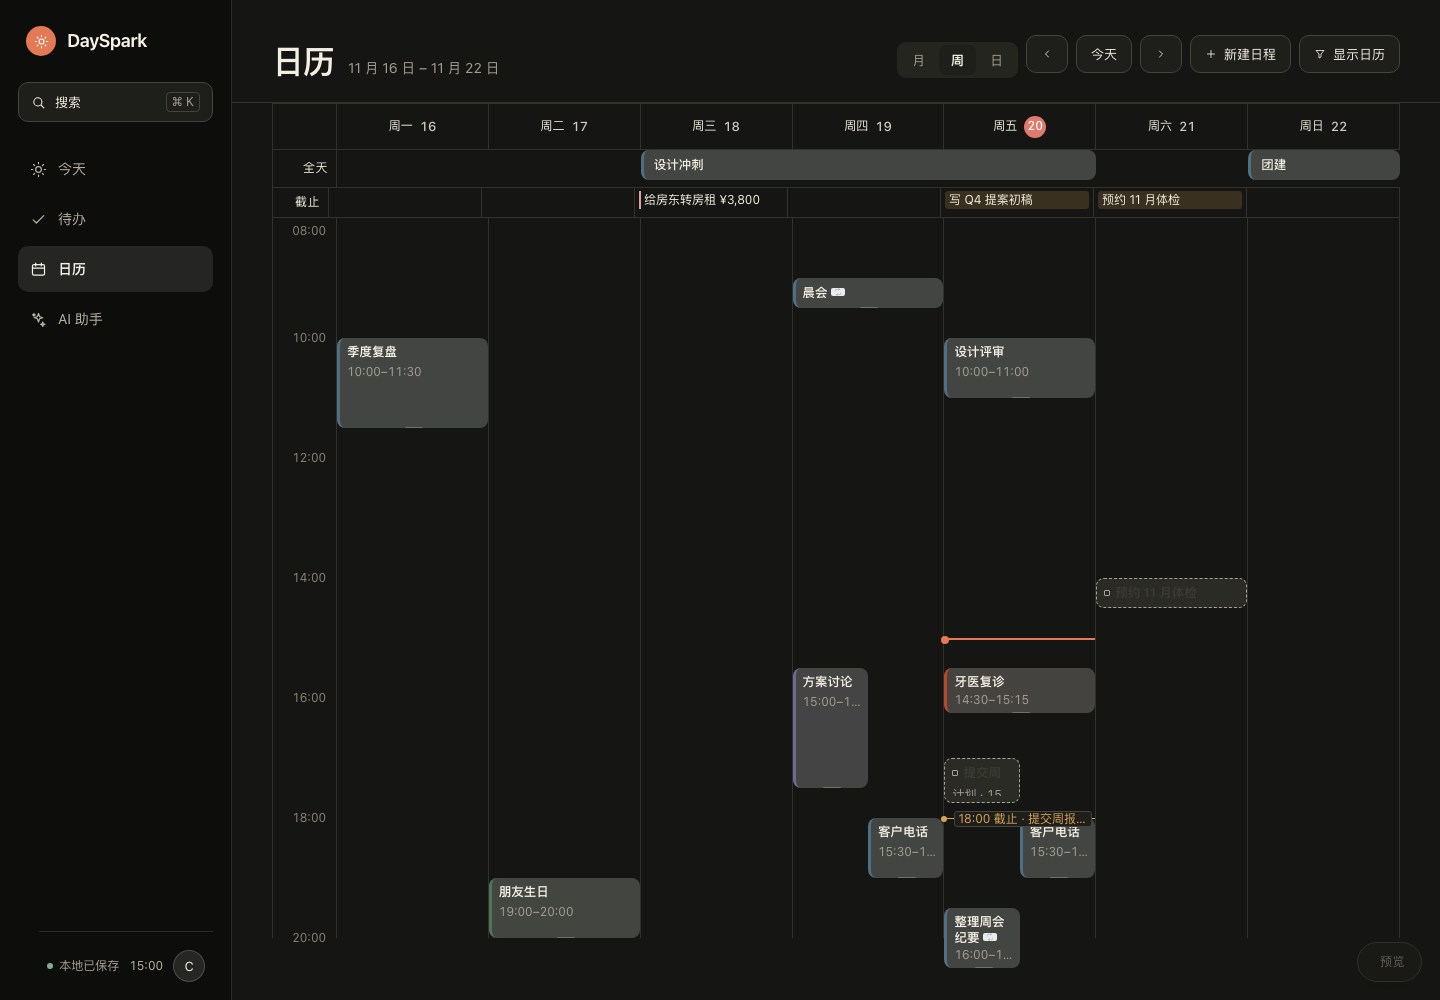 DaySpark
搜索
⌘ K
今天
待办
日历
AI 助手
本地已保存 15:00
C
日历 11 月 16 日 – 11 月 22 日
月 周 日
今天
+ 新建日程
显示日历
周一 16 周二 17 周三 18 周四 19 周五 20 周六 21 周日 22
全天 设计冲刺 团建
截止 给房东转房租 ¥3,800 写 Q4 提案初稿 预约 11 月体检
08:00
晨会
10:00
季度复盘
10:00–11:30
设计评审
10:00–11:00
12:00
14:00
预约 11 月体检
方案讨论
15:00–1...
牙医复诊
14:30–15:15
16:00
提交周
计划 · 15
18:00
18:00 截止 · 提交周报...
客户电话
15:30–1...
客户电话
15:30–1...
朋友生日
19:00–20:00
整理周会
纪要
16:00–1...
20:00
预览